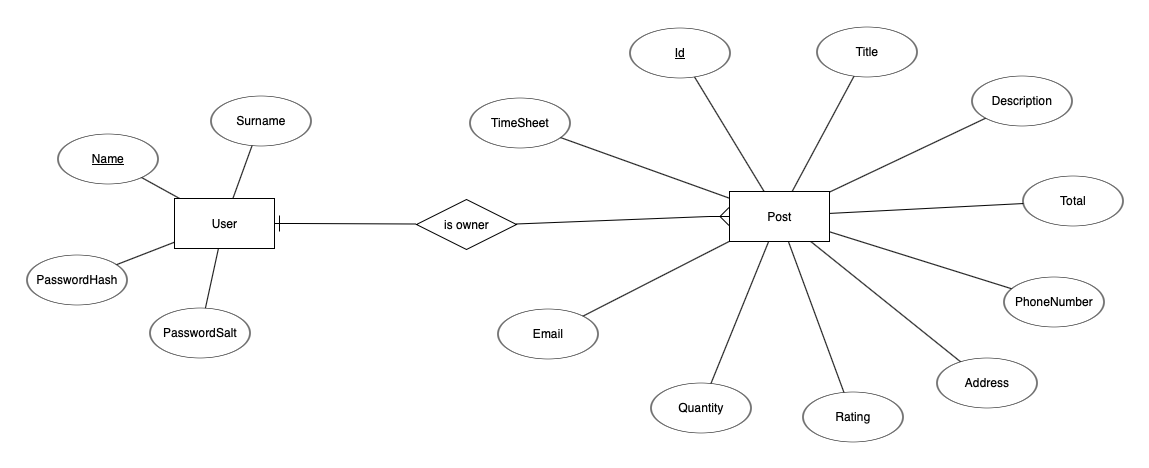 Id
Title
Description
Surname
TimeSheet
Name
Total
User
is owner
Post
PasswordHash
PhoneNumber
PasswordSalt
Email
Address
Quantity
Rating